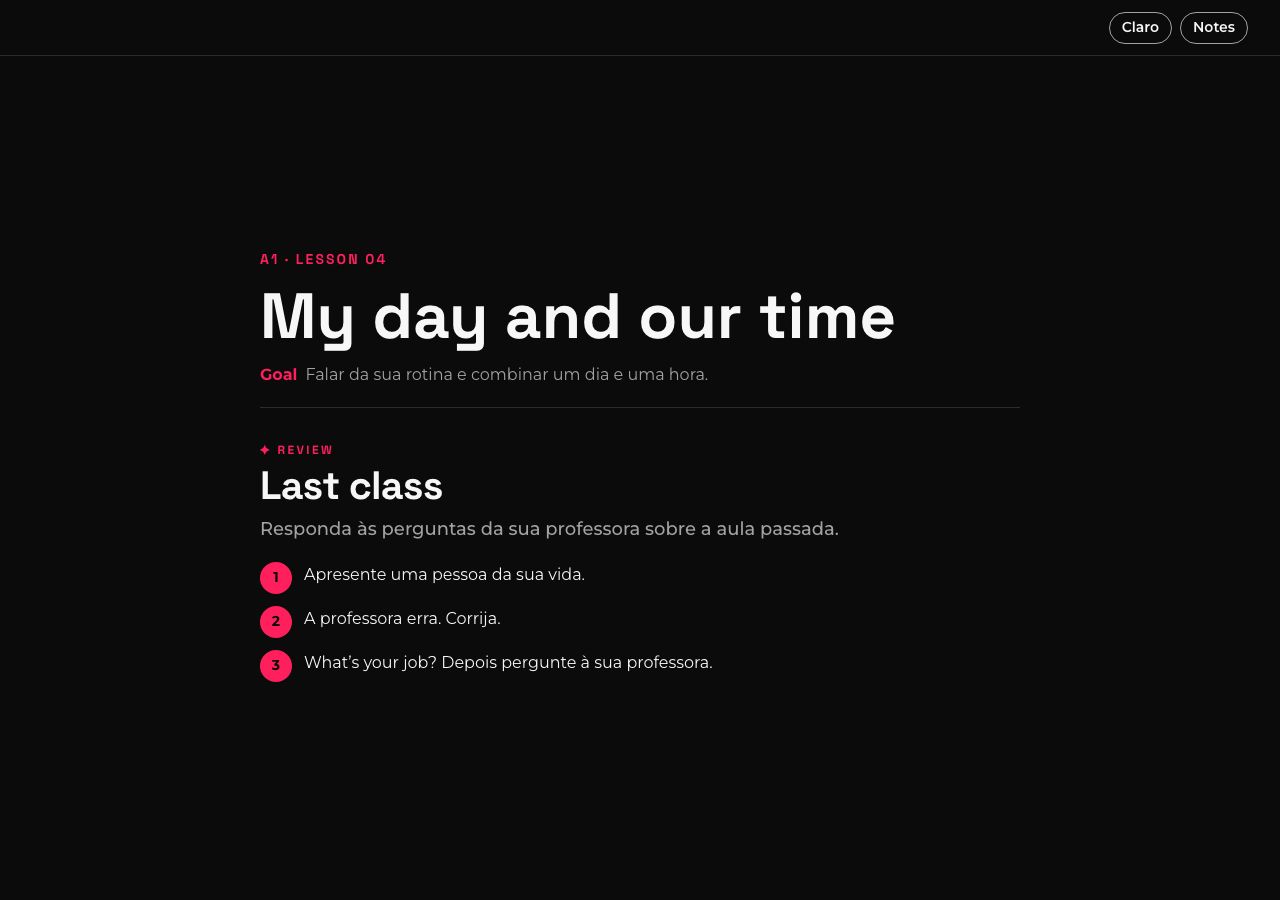 Claro
Notes
A1 · LESSON 04
My day and our time
Goal Falar da sua rotina e combinar um dia e uma hora.
✦ REVIEW
Last class
Responda às perguntas da sua professora sobre a aula passada.
1 Apresente uma pessoa da sua vida.
2 A professora erra. Corrija.
3 What’s your job? Depois pergunte à sua professora.